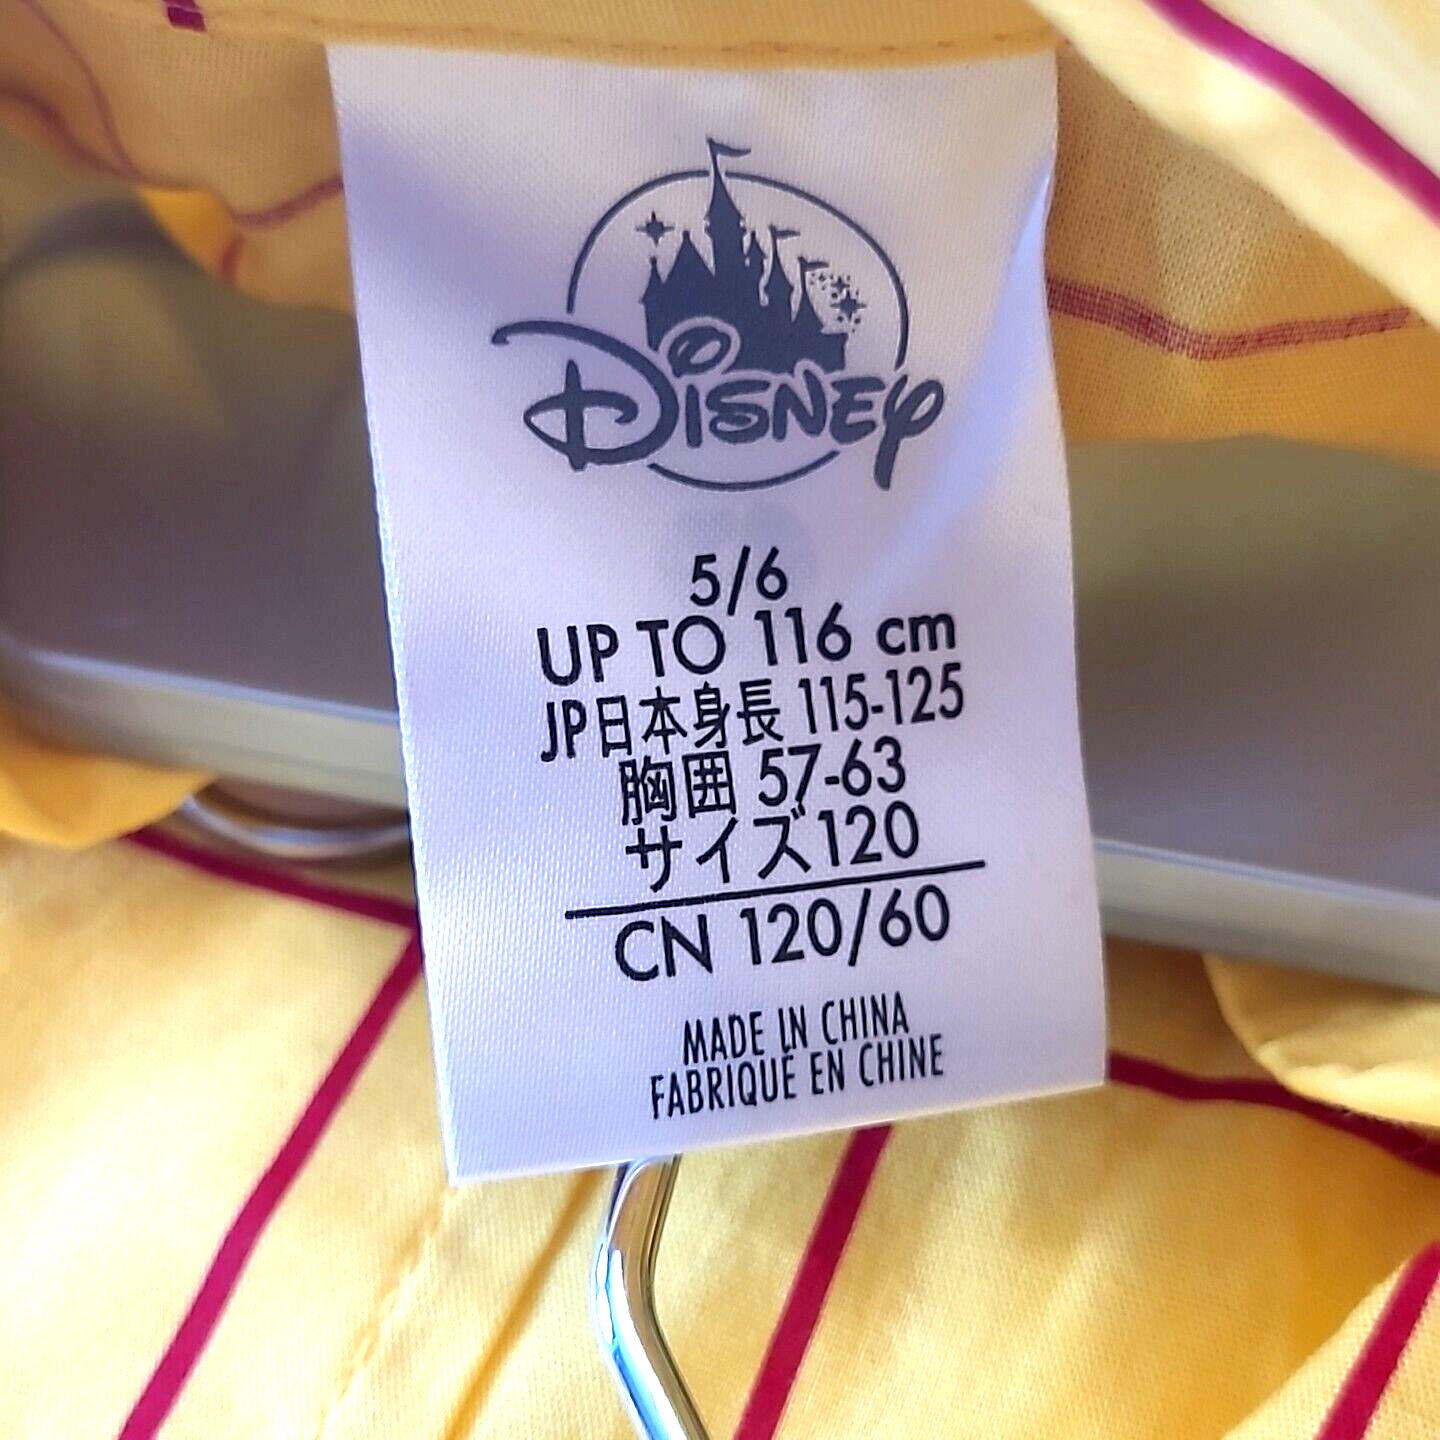 Disney
5/6
UP TO 116 cm
JP日本身長 115-125
胸囲 57-63
サイズ120
CN 120/60
MADE IN CHINA
FABRIQUÉ EN CHINE